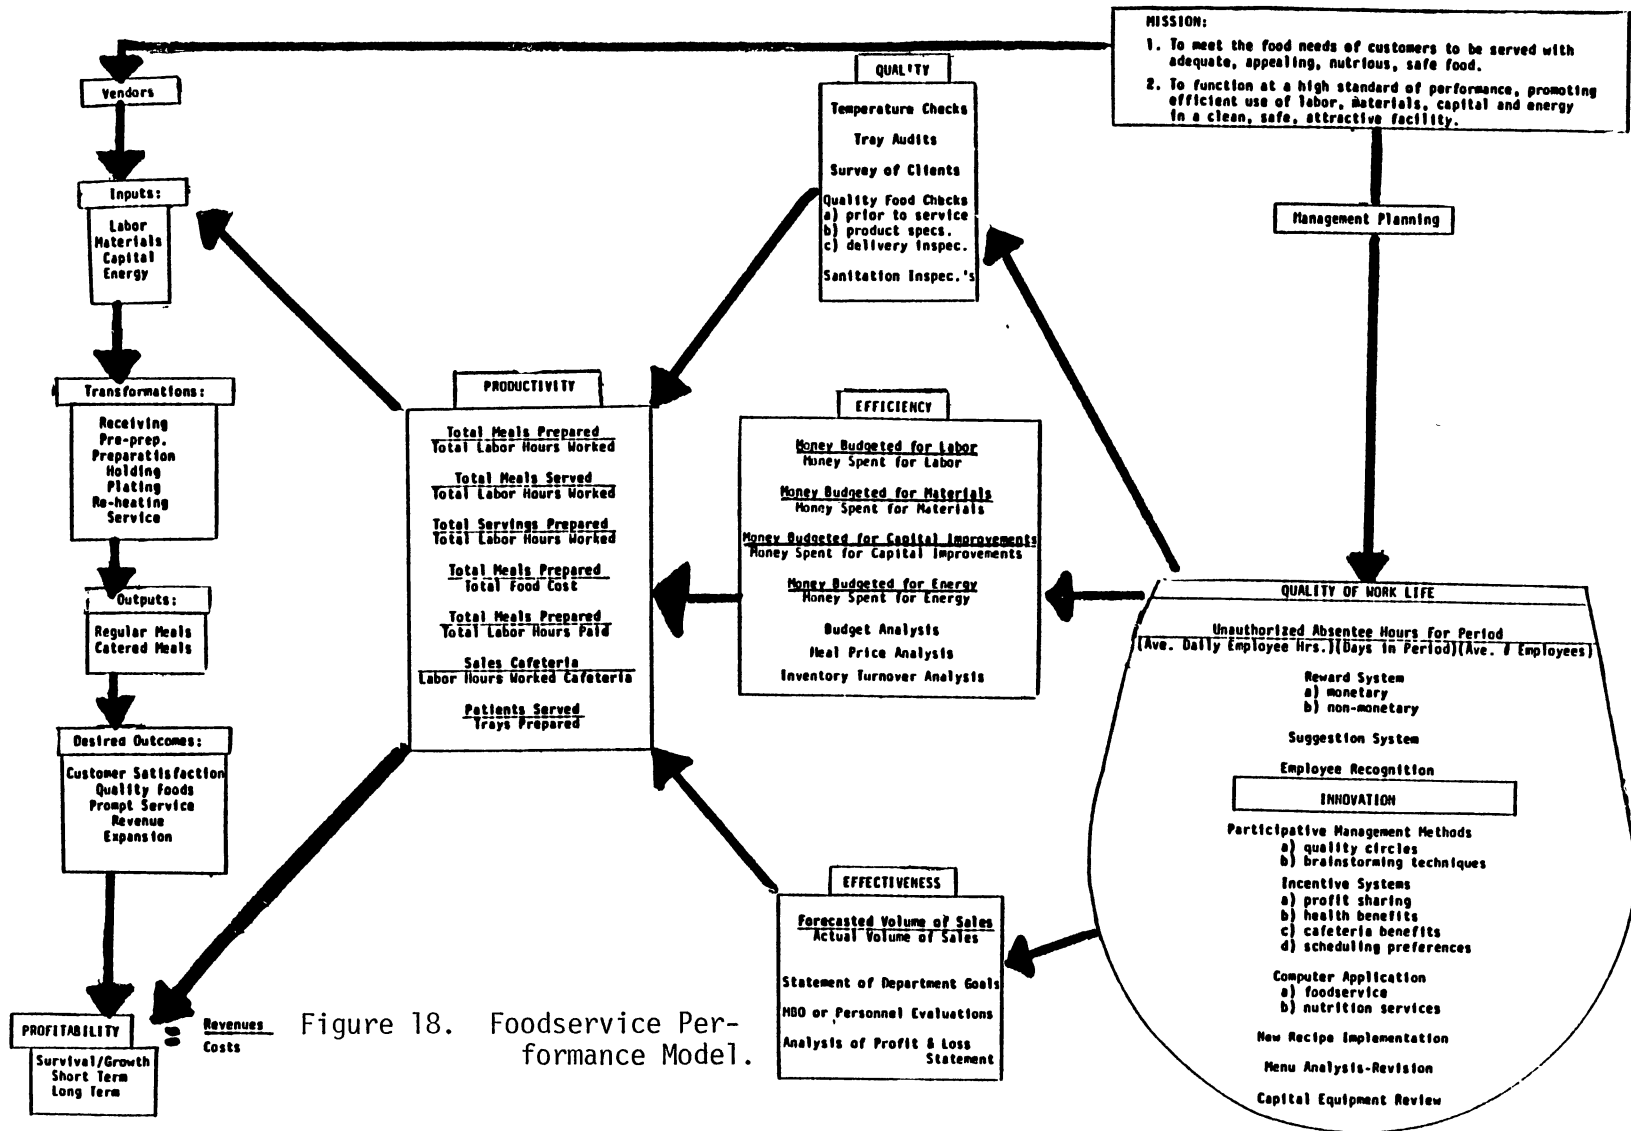 MISSION:
1. To meet the food needs of customers to be served with
adequate, appealing, nutrious, safe food.
2. To function at a high standard of performance, promoting
efficient use of labor, materials, capital and energy
in a clean, safe, attractive facility.
Management Planning
Vendors
Inputs:
Labor
Materials
Capital
Energy
Transformations:
Receiving
Pre-prep.
Preparation
Holding
Plating
Re-heating
Service
Outputs:
Regular Meals
Catered Meals
Desired Outcomes:
Customer Satisfaction
Quality Foods
Prompt Service
Revenue
Expansion
PROFITABILITY
Survival/Growth
Short Term
Long Term
= Revenues
Costs
PRODUCTIVITY
Total Meals Prepared
Total Labor Hours Worked
Total Meals Served
Total Labor Hours Worked
Total Servings Prepared
Total Labor Hours Worked
Total Meals Prepared
Total Food Cost
Total Meals Prepared
Total Labor Hours Paid
Sales Cafeteria
Labor Hours Worked Cafeteria
Patients Served
Trays Prepared
QUALITY
Temperature Checks
Tray Audits
Survey of Clients
Quality Food Checks
a) prior to service
b) product specs.
c) delivery inspec.
Sanitation Inspec.'s
EFFICIENCY
Money Budgeted for Labor
Money Spent for Labor
Money Budgeted for Materials
Money Spent for Materials
Money Budgeted for Capital Improvements
Money Spent for Capital Improvements
Money Budgeted for Energy
Money Spent for Energy
Budget Analysis
Meal Price Analysis
Inventory Turnover Analysis
EFFECTIVENESS
Forecasted Volume of Sales
Actual Volume of Sales
Statement of Department Goals
MBO or Personnel Evaluations
Analysis of Profit & Loss
Statement
QUALITY OF WORK LIFE
Unauthorized Absentee Hours For Period
(Ave. Daily Employee Hrs.)(Days in Period)(Ave. # Employees)
Reward System
a) monetary
b) non-monetary
Suggestion System
Employee Recognition
INNOVATION
Participative Management Methods
a) quality circles
b) brainstorming techniques
Incentive Systems
a) profit sharing
b) health benefits
c) cafeteria benefits
d) scheduling preferences
Computer Application
a) foodservice
b) nutrition services
New Recipe Implementation
Menu Analysis-Revision
Capital Equipment Review
Figure 18. Foodservice Per-
formance Model.